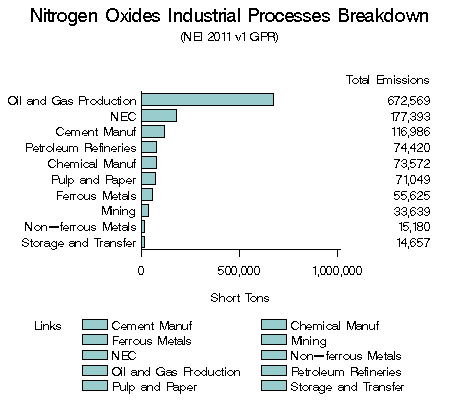 Nitrogen Oxides Industrial Processes Breakdown
(NEI 2011 v1 GPR)
Total Emissions
Oil and Gas Production 672,569
NEC 177,393
Cement Manuf 116,986
Petroleum Refineries 74,420
Chemical Manuf 73,572
Pulp and Paper 71,049
Ferrous Metals 55,625
Mining 33,639
Non-ferrous Metals 15,180
Storage and Transfer 14,657
0 500,000 1,000,000
Short Tons
Links Cement Manuf Chemical Manuf
Ferrous Metals Mining
NEC Non-ferrous Metals
Oil and Gas Production Petroleum Refineries
Pulp and Paper Storage and Transfer